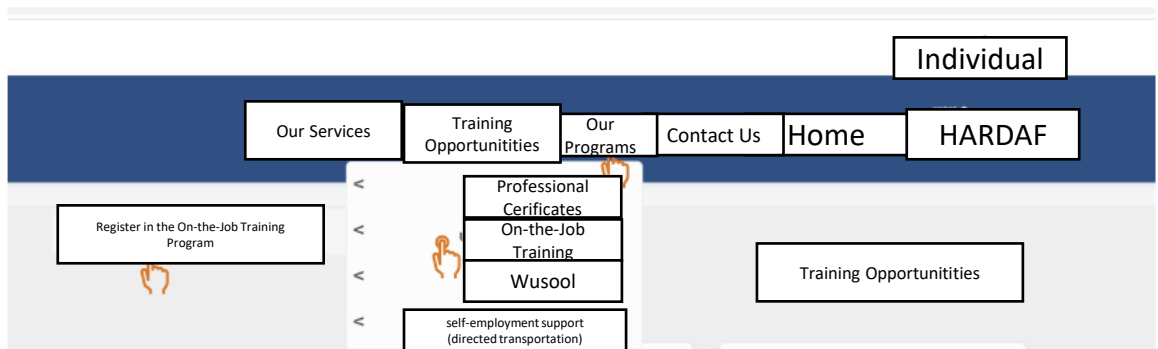 Individual
Our Services
Training
Opportunitities
Our
Programs
Contact Us
Home
HARDAF
<
Professional
Cerificates
Register in the On-the-Job Training
Program
<
On-the-Job
Training
Training Opportunitities
<
Wusool
<
self-employment support
(directed transportation)